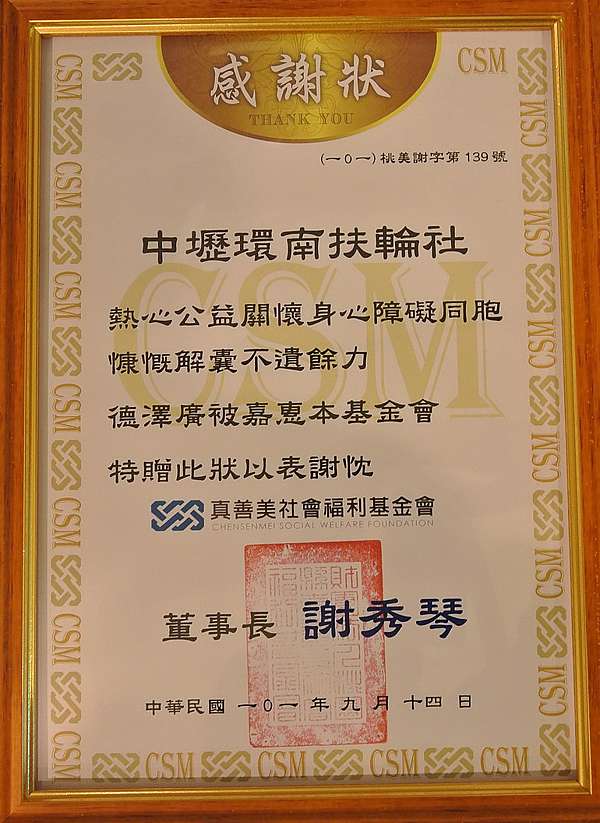 感謝狀
THANK YOU
CSM
(一０一)桃美謝字第139號
中壢環南扶輪社
熱心公益關懷身心障礙同胞
慷慨解囊不遺餘力
德澤廣被嘉惠本基金會
特贈此狀以表謝忱
真善美社會福利基金會
CHENSENMEI SOCIAL WELFARE FOUNDATION
董事長 謝秀琴
中華民國 一０一 年 九 月 十四 日
CSM CSM CSM CSM